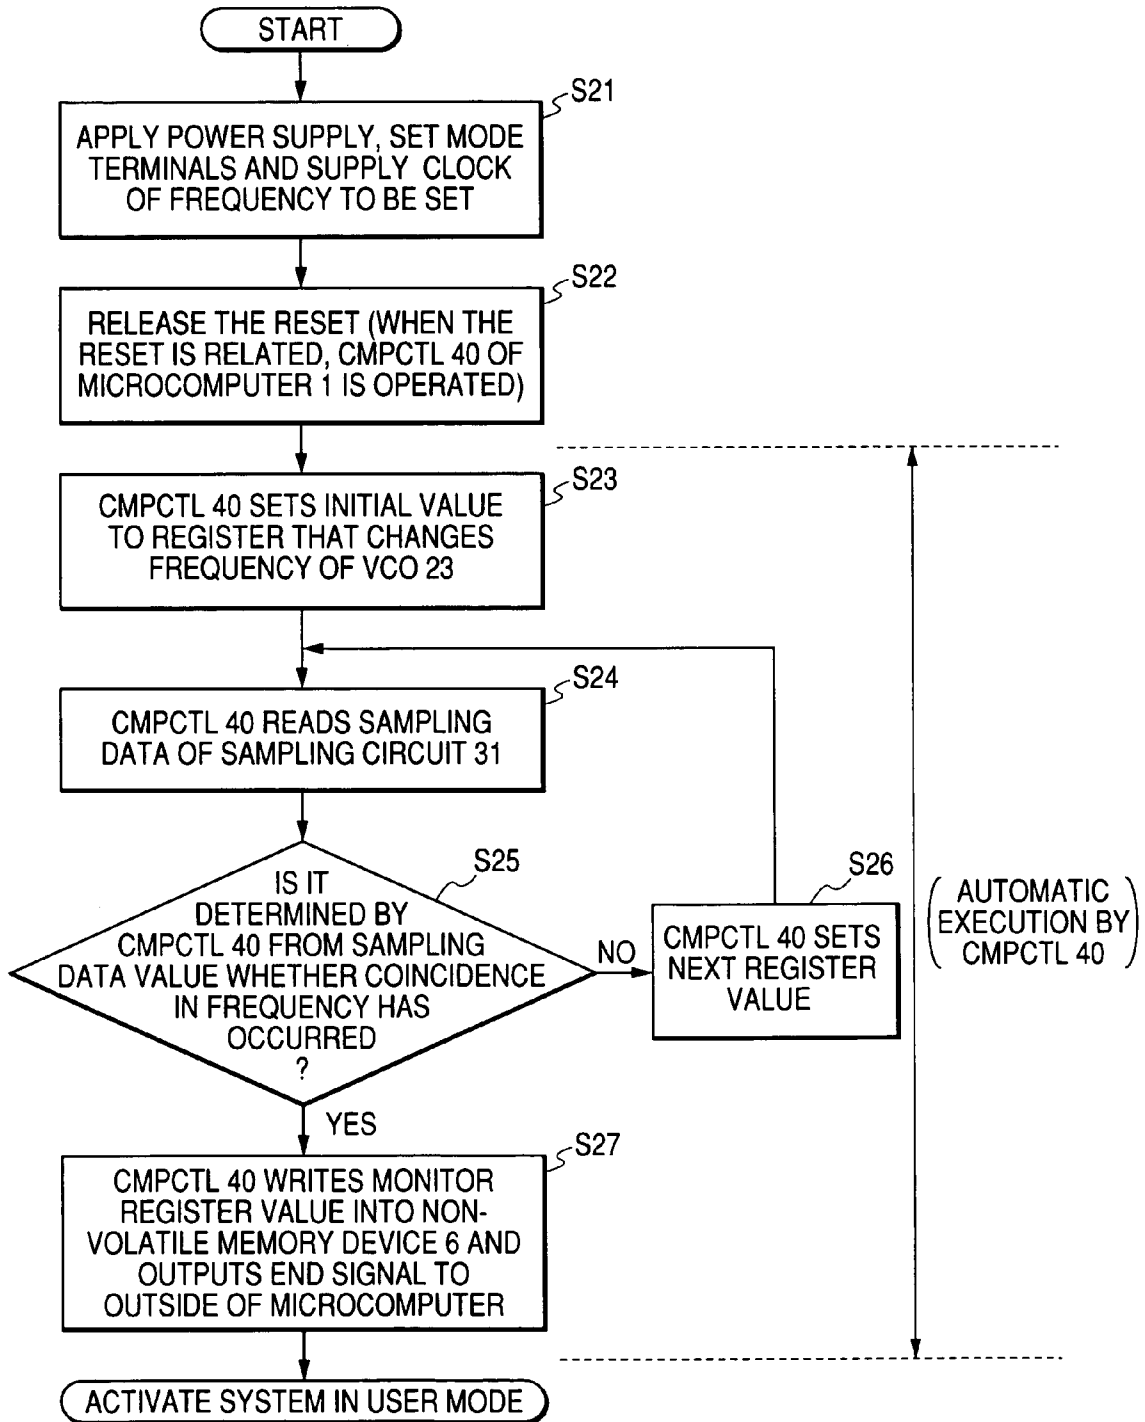 START
S21
APPLY POWER SUPPLY, SET MODE
TERMINALS AND SUPPLY CLOCK
OF FREQUENCY TO BE SET
S22
RELEASE THE RESET (WHEN THE
RESET IS RELATED, CMPCTL 40 OF
MICROCOMPUTER 1 IS OPERATED)
S23
CMPCTL 40 SETS INITIAL VALUE
TO REGISTER THAT CHANGES
FREQUENCY OF VCO 23
S24
CMPCTL 40 READS SAMPLING
DATA OF SAMPLING CIRCUIT 31
S25
IS IT
DETERMINED BY
CMPCTL 40 FROM SAMPLING
DATA VALUE WHETHER COINCIDENCE
IN FREQUENCY HAS
OCCURRED
?
NO
S26
CMPCTL 40 SETS
NEXT REGISTER
VALUE
(AUTOMATIC
EXECUTION BY
CMPCTL 40)
YES
S27
CMPCTL 40 WRITES MONITOR
REGISTER VALUE INTO NON-
VOLATILE MEMORY DEVICE 6 AND
OUTPUTS END SIGNAL TO
OUTSIDE OF MICROCOMPUTER
ACTIVATE SYSTEM IN USER MODE